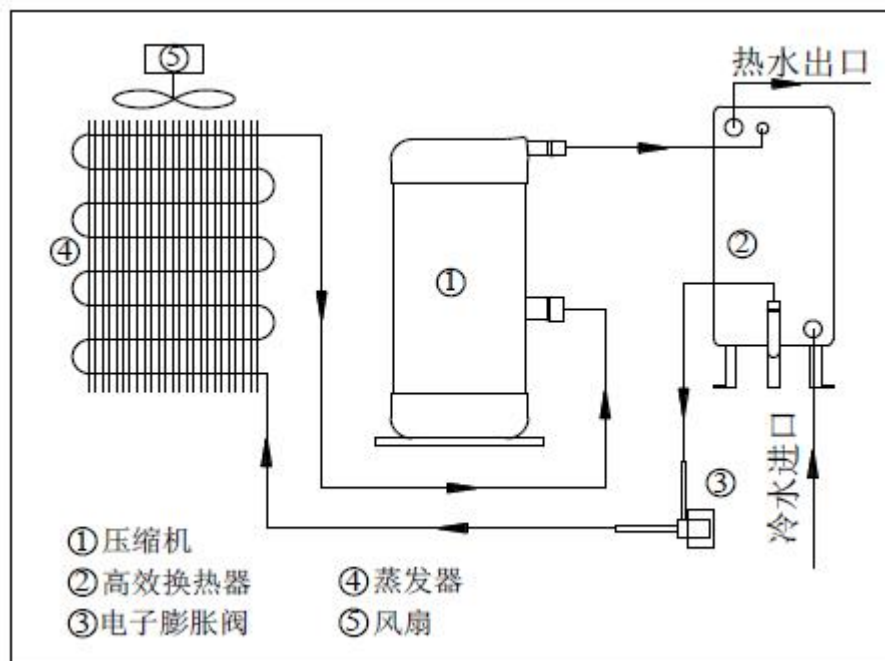 ⑤
热水出口
④
①
②
③
冷水进口
①压缩机
②高效换热器
④蒸发器
③电子膨胀阀
⑤风扇